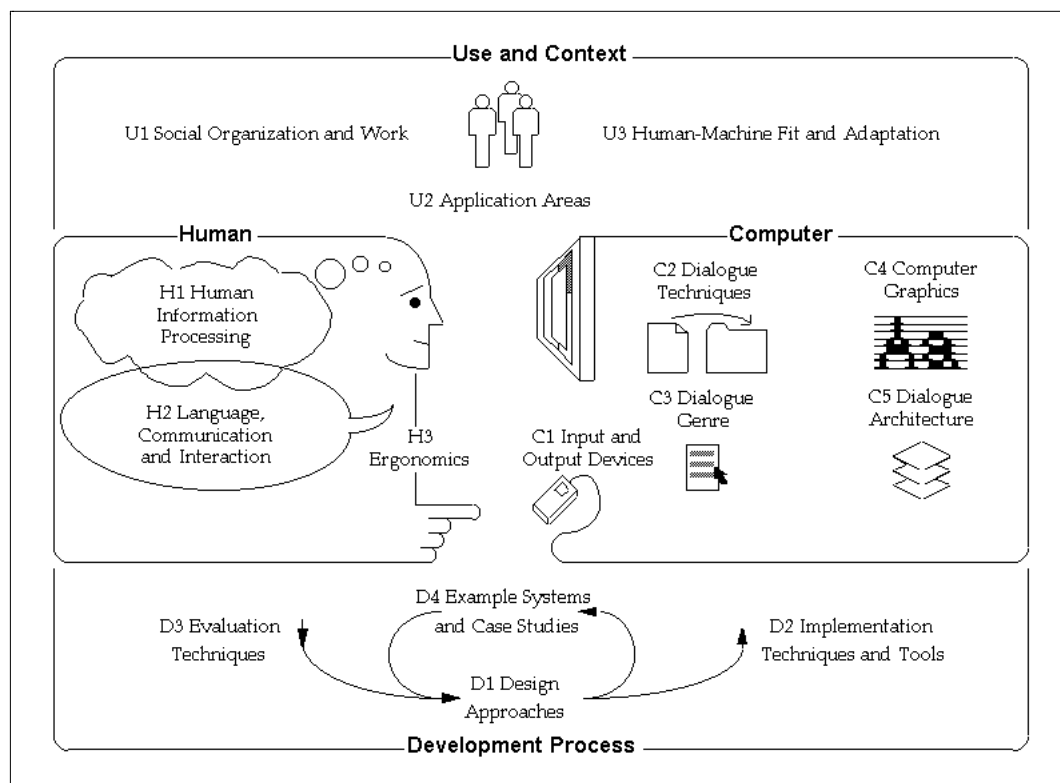 Use and Context
U1 Social Organization and Work
U3 Human-Machine Fit and Adaptation
U2 Application Areas
Human
H1 Human
Information
Processing
H2 Language,
Communication
and Interaction
H3
Ergonomics
Computer
C1 Input and
Output Devices
C2 Dialogue
Techniques
C3 Dialogue
Genre
C4 Computer
Graphics
C5 Dialogue
Architecture
D3 Evaluation
Techniques
D4 Example Systems
and Case Studies
D1 Design
Approaches
D2 Implementation
Techniques and Tools
Development Process